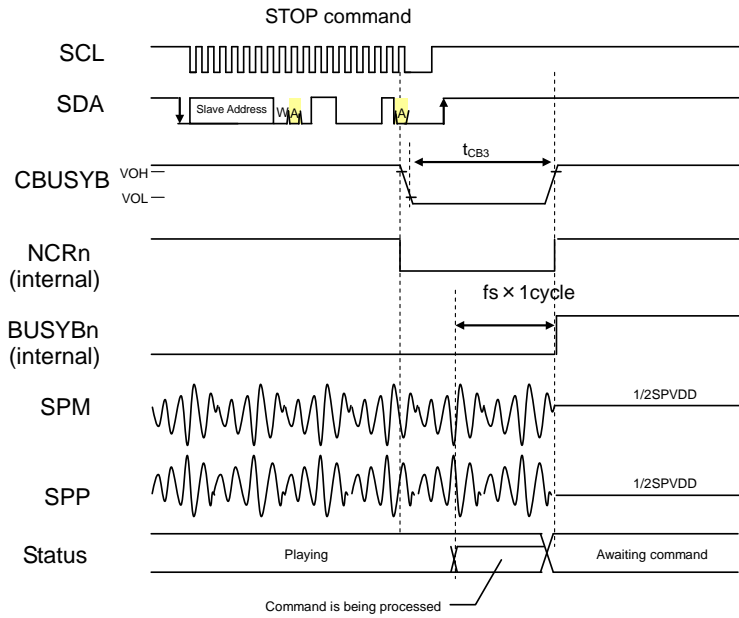 STOP command
SCL
SDA
Slave Address
W
A
A
tCB3
CBUSYB
VOH
VOL
NCRn
(internal)
fs×1cycle
BUSYBn
(internal)
SPM
1/2SPVDD
SPP
1/2SPVDD
Status
Playing
Awaiting command
Command is being processed